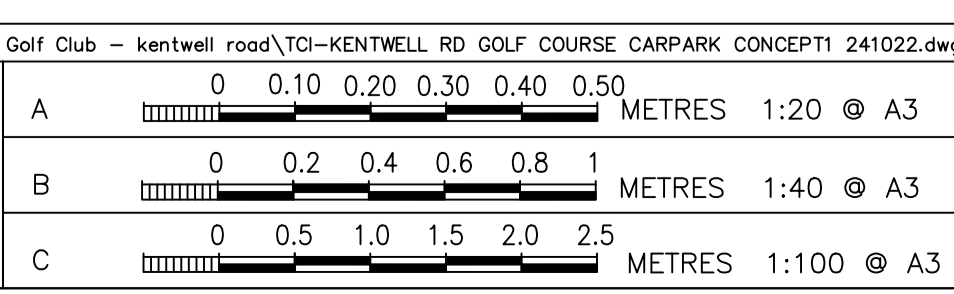 Golf Club – kentwell road\TCI–KENTWELL RD GOLF COURSE CARPARK CONCEPT1 241022.dwg
A 0 0.10 0.20 0.30 0.40 0.50 METRES 1:20 @ A3
B 0 0.2 0.4 0.6 0.8 1 METRES 1:40 @ A3
C 0 0.5 1.0 1.5 2.0 2.5 METRES 1:100 @ A3